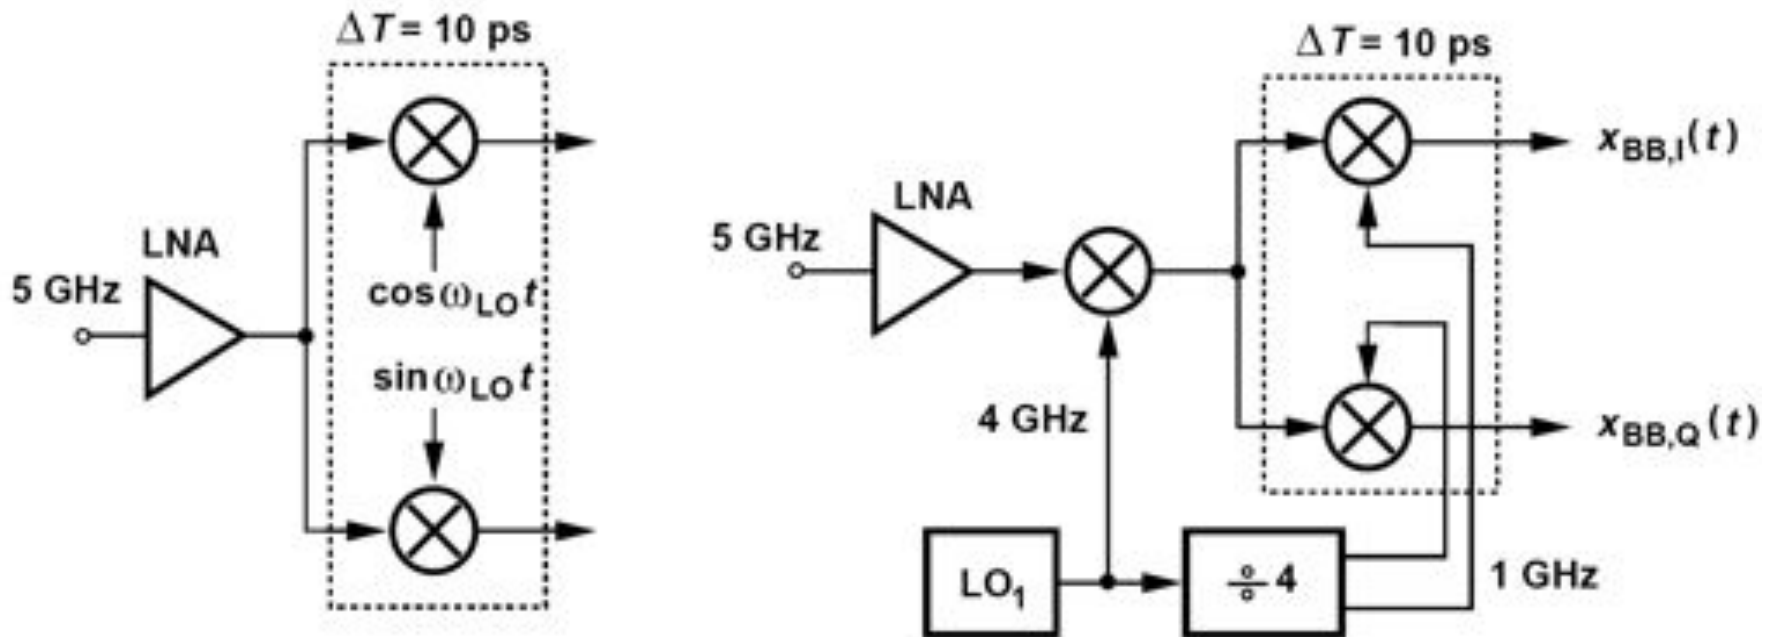 ΔT = 10 ps
LNA
5 GHz
cos ω_LO t
sin ω_LO t
ΔT = 10 ps
LNA
5 GHz
4 GHz
x_BB,I(t)
x_BB,Q(t)
LO₁
÷4
1 GHz